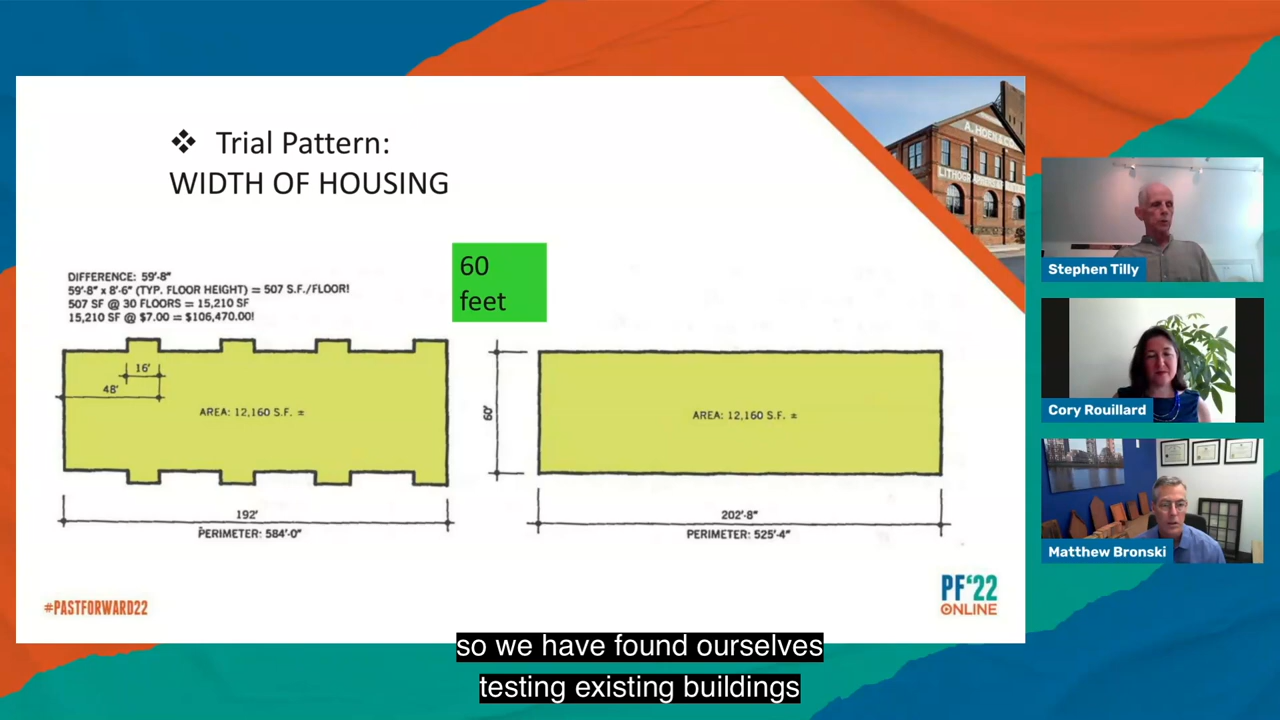 ❖ Trial Pattern:
WIDTH OF HOUSING
DIFFERENCE: 59'-8"
59'-8" x 8'-6" (TYP. FLOOR HEIGHT) = 507 S.F./FLOOR!
507 SF @ 30 FLOORS = 15,210 SF
15,210 SF @ $7.00 = $106,470.00!
60
feet
16'
48'
AREA: 12,160 S.F. =
192'
PERIMETER: 584'-0"
60'
AREA: 12,160 S.F. =
202'-8"
PERIMETER: 525'-4"
#PASTFORWARD22
PF'22
ONLINE
A. HOEN & CO.
Stephen Tilly
Cory Rouillard
Matthew Bronski
so we have found ourselves
testing existing buildings